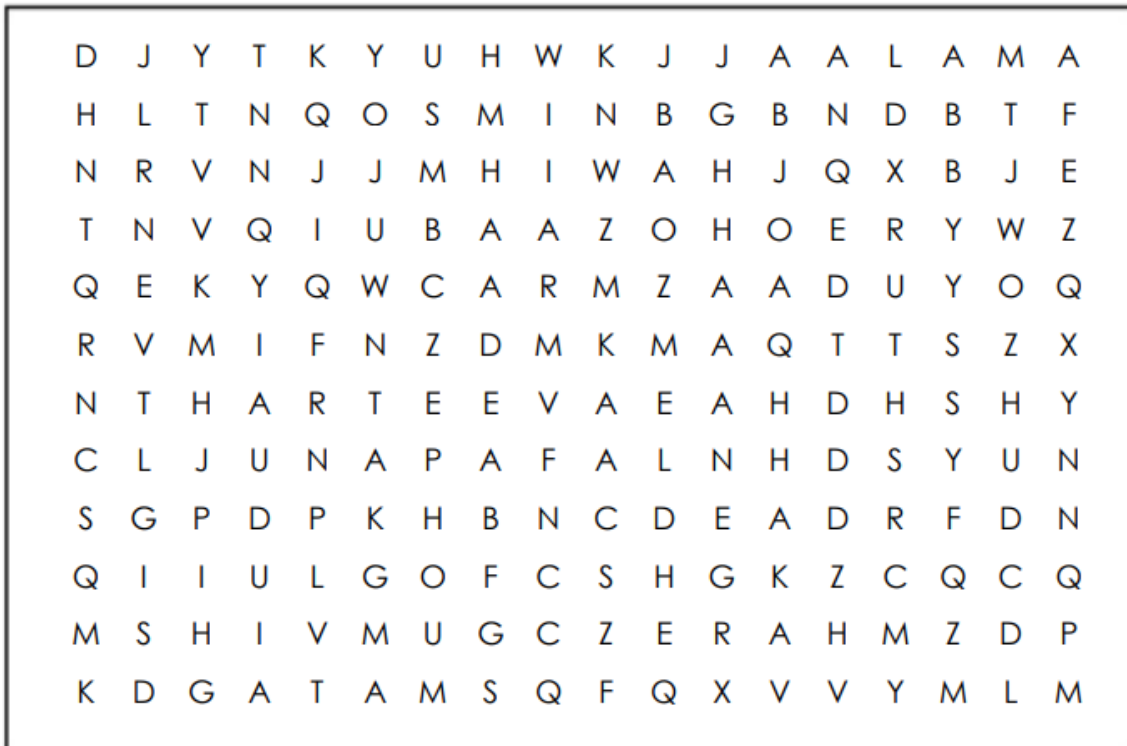 D J Y T K Y U H W K J J A A L A M A
H L T N Q O S M I N B G B N D B T F
N R V N J J M H I W A H J Q X B J E
T N V Q I U B A A Z O H O E R Y W Z
Q E K Y Q W C A R M Z A A D U Y O Q
R V M I F N Z D M K M A Q T T S Z X
N T H A R T E E V A E A H D H S H Y
C L J U N A P A F A L N H D S Y U N
S G P D P K H B N C D E A D R F D N
Q I I U L G O F C S H G K Z C Q C Q
M S H I V M U G C Z E R A H M Z D P
K D G A T A M S Q F Q X V V Y M L M